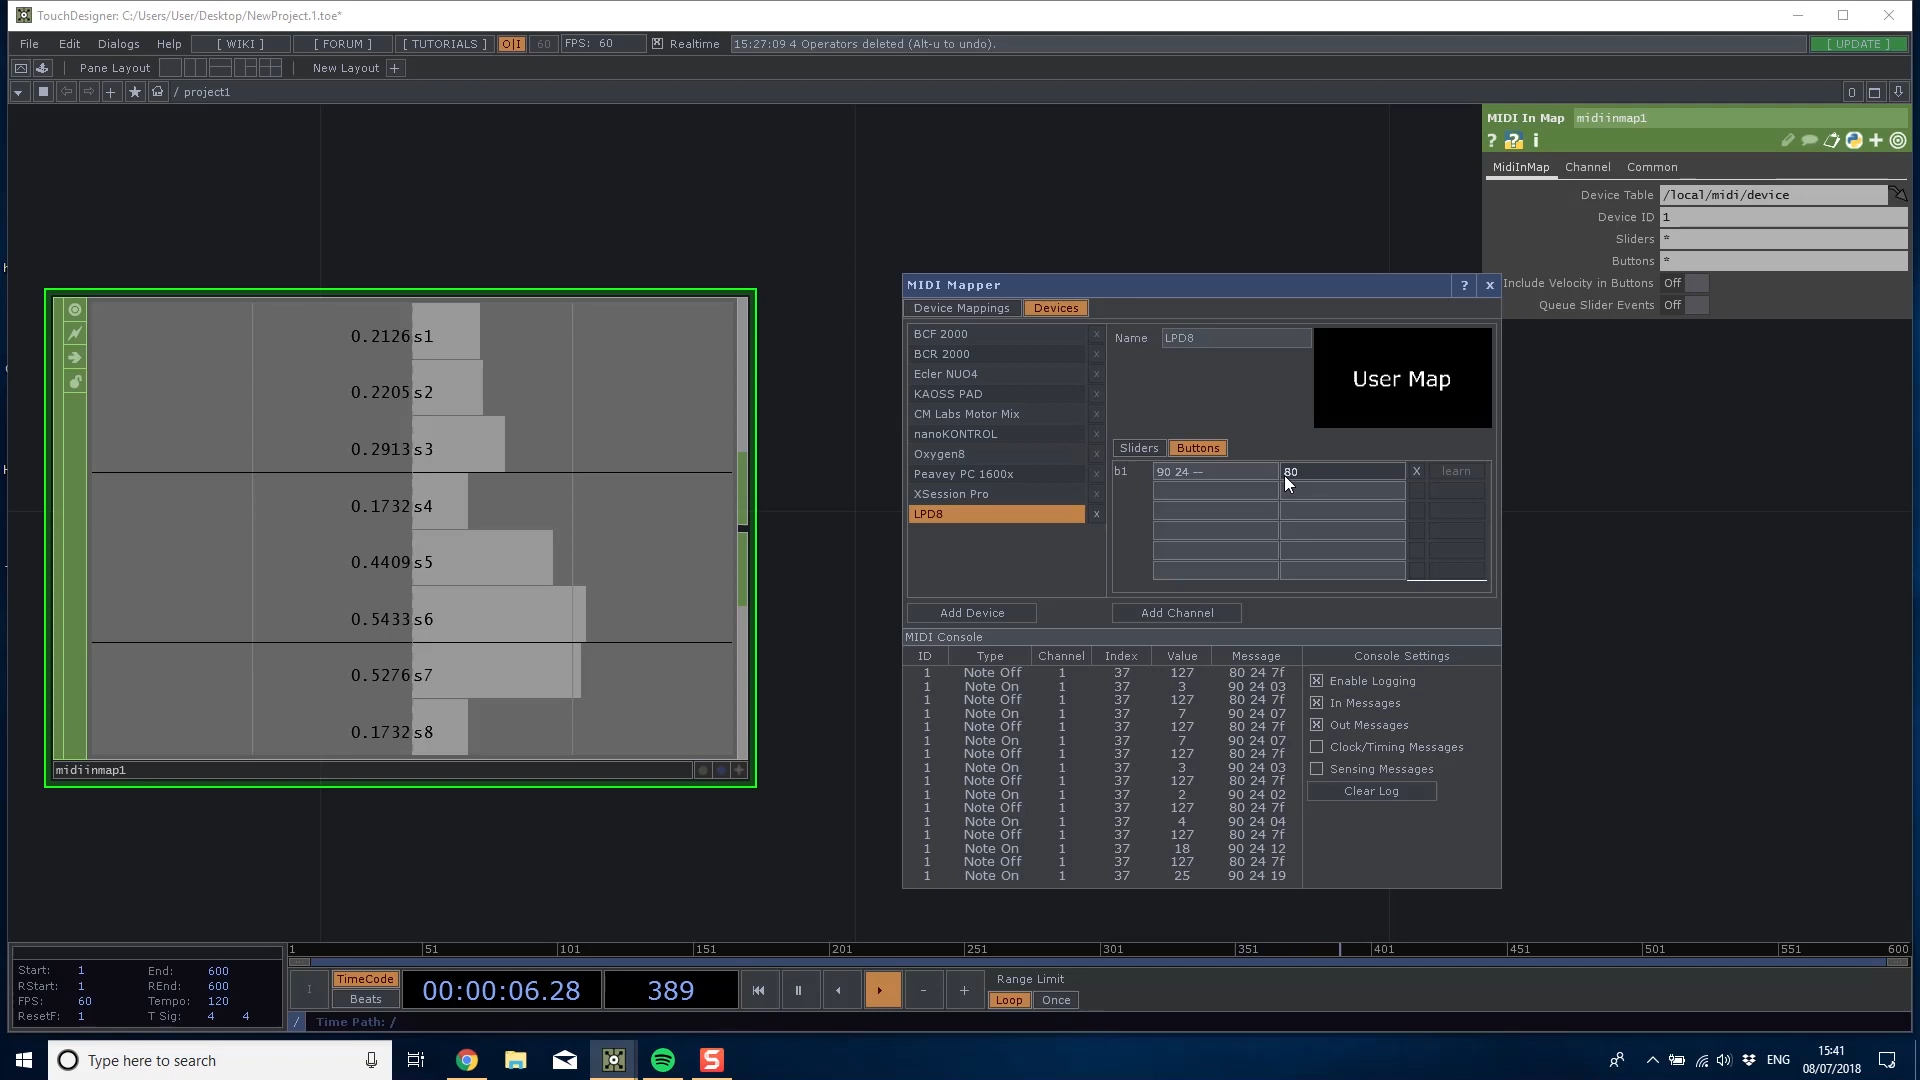 TouchDesigner: C:/Users/User/Desktop/NewProject.1.toe*
File Edit Dialogs Help [ WIKI ] [ FORUM ] [ TUTORIALS ] O|I 60 FPS: 60 Realtime 15:27:09 4 Operators deleted (Alt-u to undo). [ UPDATE ]
Pane Layout New Layout +
/ project1 0
MIDI In Map midiinmap1
? ? i
MidiInMap Channel Common
Device Table /local/midi/device
Device ID 1
Sliders *
Buttons *
Include Velocity in Buttons Off
Queue Slider Events Off
0.2126 s1
0.2205 s2
0.2913 s3
0.1732 s4
0.4409 s5
0.5433 s6
0.5276 s7
0.1732 s8
midiinmap1
MIDI Mapper ? x
Device Mappings Devices
BCF 2000 x
BCR 2000 x
Ecler NUO4 x
KAOSS PAD x
CM Labs Motor Mix x
nanoKONTROL x
Oxygen8 x
Peavey PC 1600x x
XSession Pro x
LPD8 x
Name LPD8
User Map
Sliders Buttons
b1 90 24 -- 80 X learn
Add Device Add Channel
MIDI Console
ID Type Channel Index Value Message Console Settings
1 Note Off 1 37 127 80 24 7f
1 Note On 1 37 3 90 24 03
1 Note Off 1 37 127 80 24 7f
1 Note On 1 37 7 90 24 07
1 Note Off 1 37 127 80 24 7f
1 Note On 1 37 7 90 24 07
1 Note Off 1 37 127 80 24 7f
1 Note On 1 37 3 90 24 03
1 Note Off 1 37 127 80 24 7f
1 Note On 1 37 2 90 24 02
1 Note Off 1 37 127 80 24 7f
1 Note On 1 37 4 90 24 04
1 Note Off 1 37 127 80 24 7f
1 Note On 1 37 18 90 24 12
1 Note Off 1 37 127 80 24 7f
1 Note On 1 37 25 90 24 19
Enable Logging
In Messages
Out Messages
Clock/Timing Messages
Sensing Messages
Clear Log
1 51 101 151 201 251 301 351 401 451 501 551 600
Start: 1 End: 600
RStart: 1 REnd: 600
FPS: 60 Tempo: 120
ResetF: 1 T Sig: 4 4
TimeCode
Beats
00:00:06.28 389
- +
Range Limit
Loop Once
/ Time Path: /
Type here to search
ENG
15:41
08/07/2018